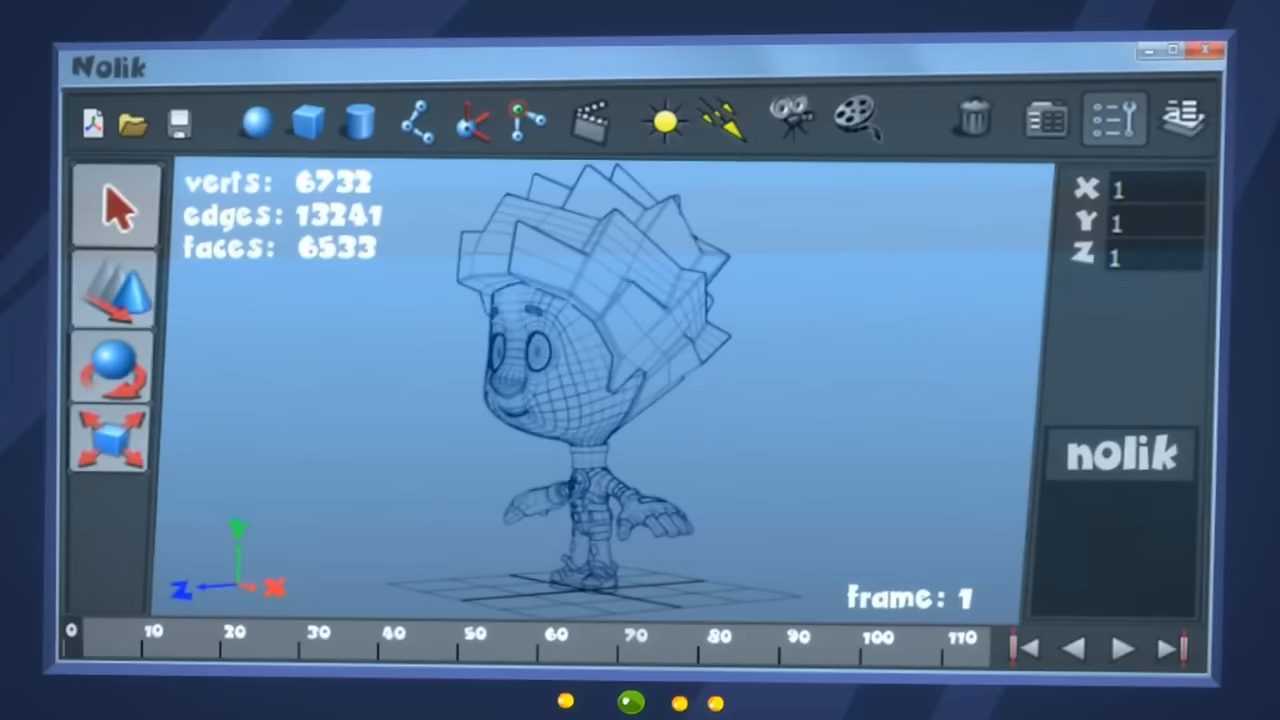 Nolik
verts: 6732
edges: 13241
faces: 6533
X 1
Y 1
Z 1
nolik
Y
Z X
frame: 1
0 10 20 30 40 50 60 70 80 90 100 110